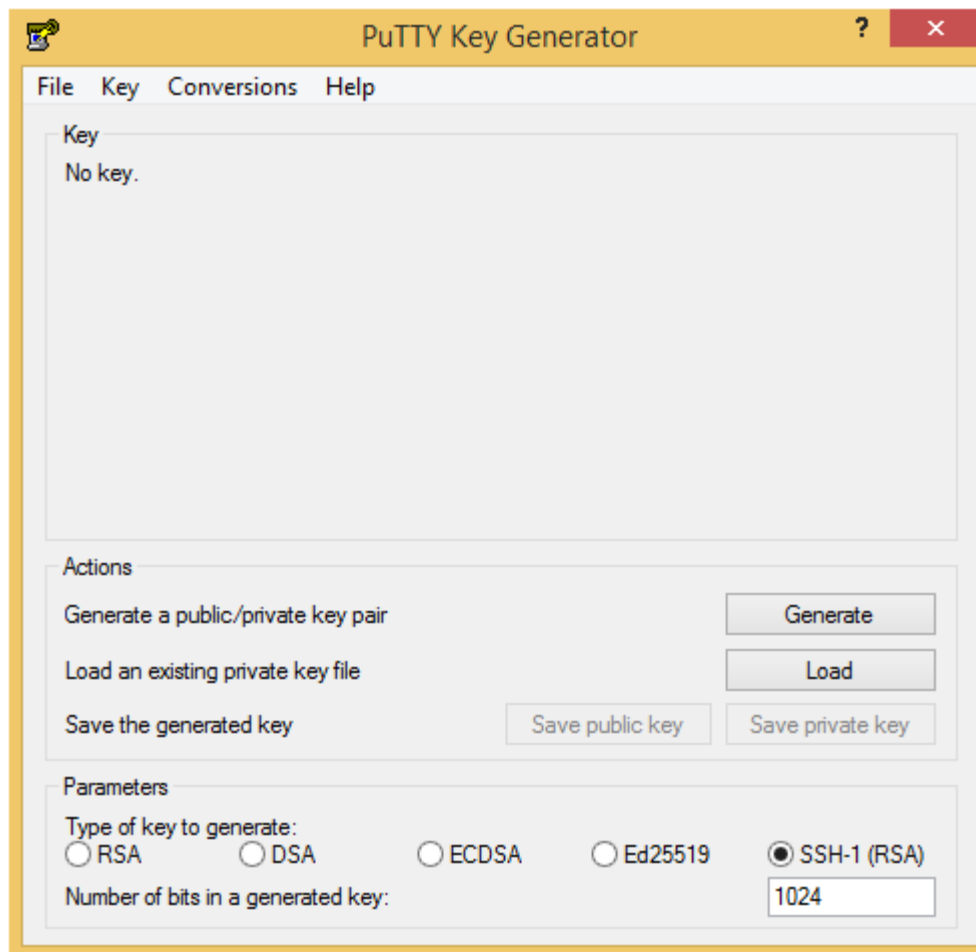 PuTTY Key Generator
?
File Key Conversions Help
Key
No key.
Actions
Generate a public/private key pair Generate
Load an existing private key file Load
Save the generated key Save public key Save private key
Parameters
Type of key to generate:
RSA DSA ECDSA Ed25519 SSH-1 (RSA)
Number of bits in a generated key: 1024